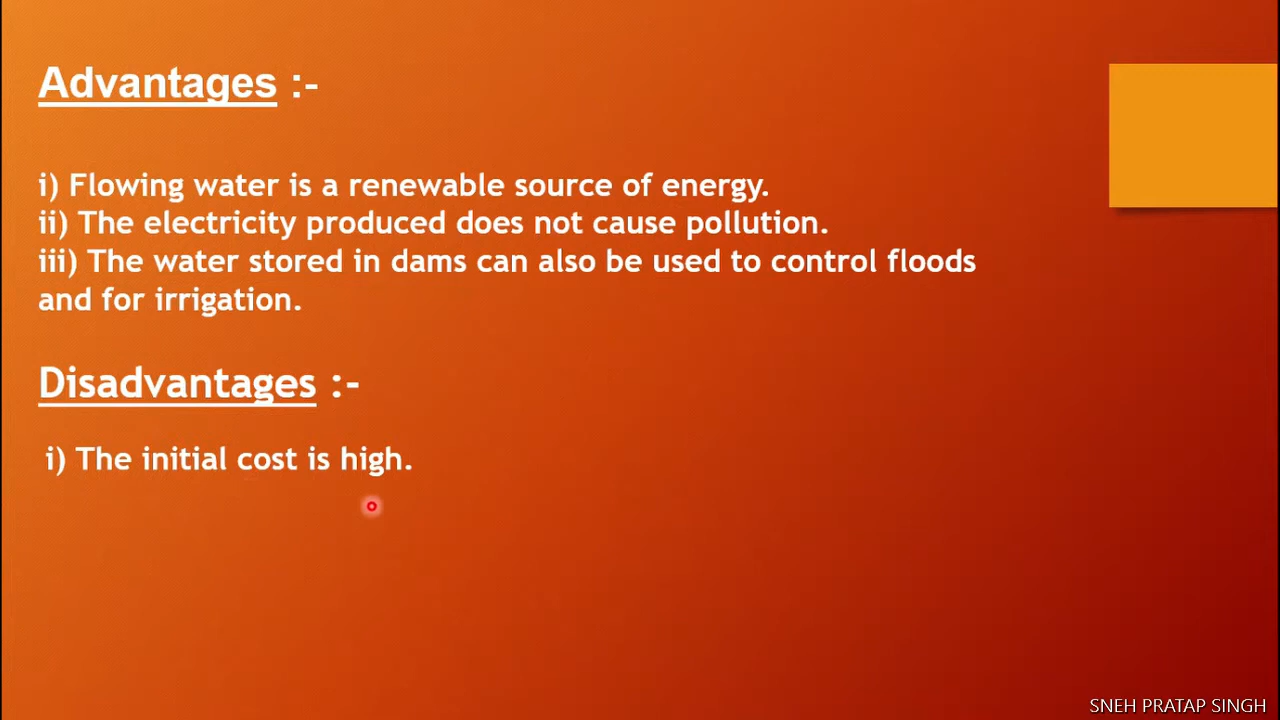 Advantages :-
i) Flowing water is a renewable source of energy.
ii) The electricity produced does not cause pollution.
iii) The water stored in dams can also be used to control floods
and for irrigation.
Disadvantages :-
i) The initial cost is high.
SNEH PRATAP SINGH